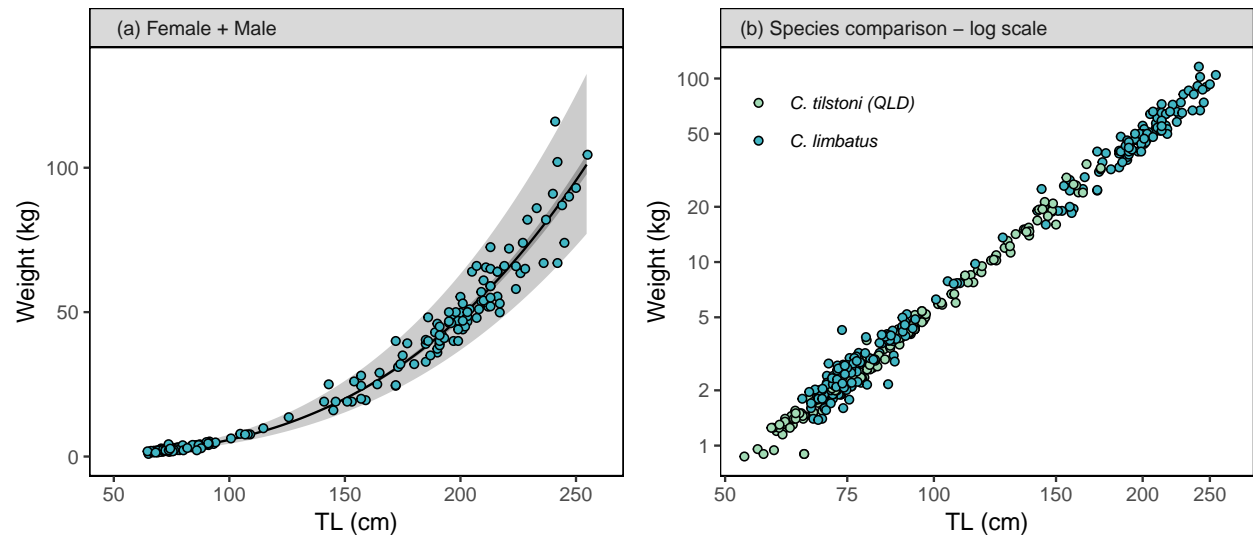 (a) Female + Male
100
50
0
50
100
150
200
250
TL (cm)
Weight (kg)
(b) Species comparison − log scale
C. tilstoni (QLD)
C. limbatus
100
50
20
10
5
2
1
50
75
100
150
200
250
TL (cm)
Weight (kg)